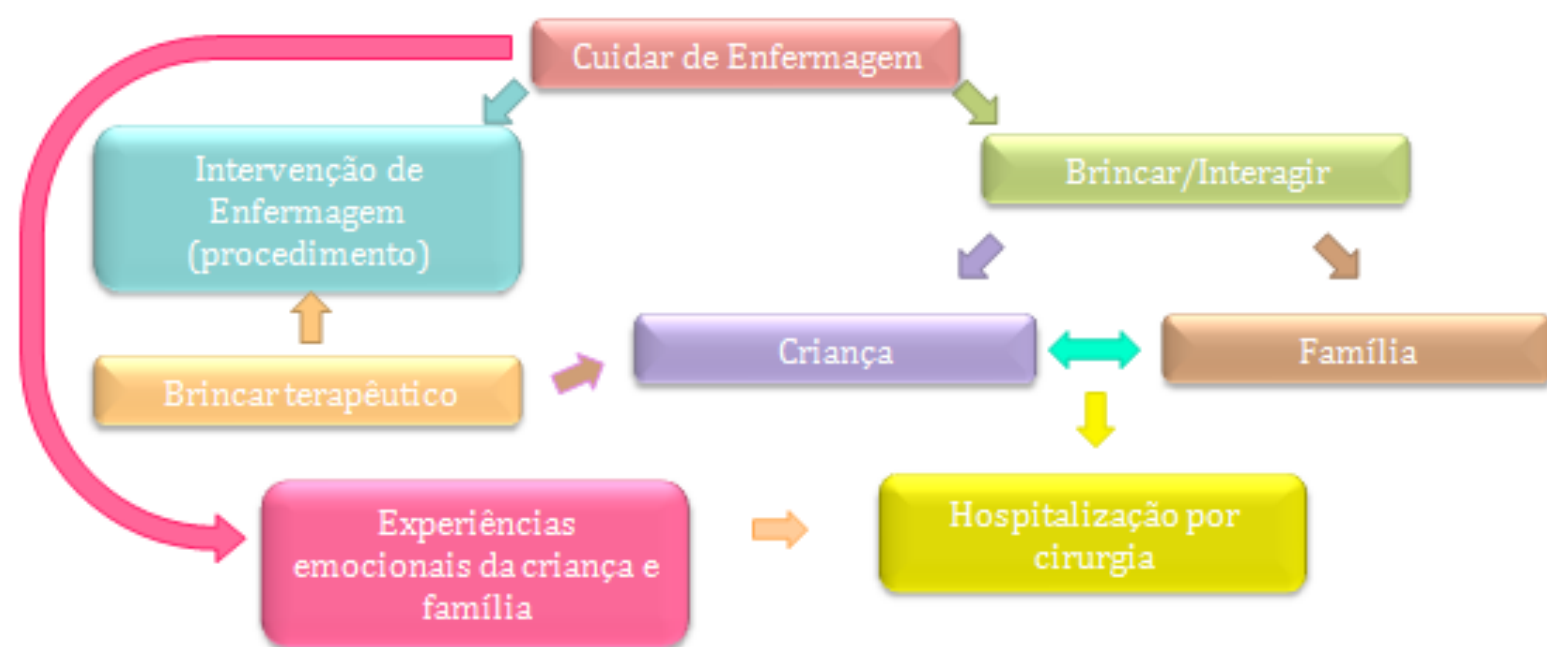 Cuidar de Enfermagem
Intervenção de
Enfermagem
(procedimento)
Brincar/Interagir
Criança
Família
Brincar terapêutico
Experiências
emocionais da criança e
família
Hospitalização por
cirurgia